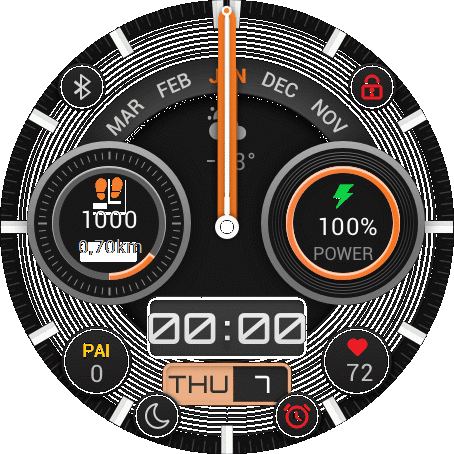 MAR FEB JAN DEC NOV
1000
0,70km
100%
POWER
00:00
PAI
0
72
THU 7